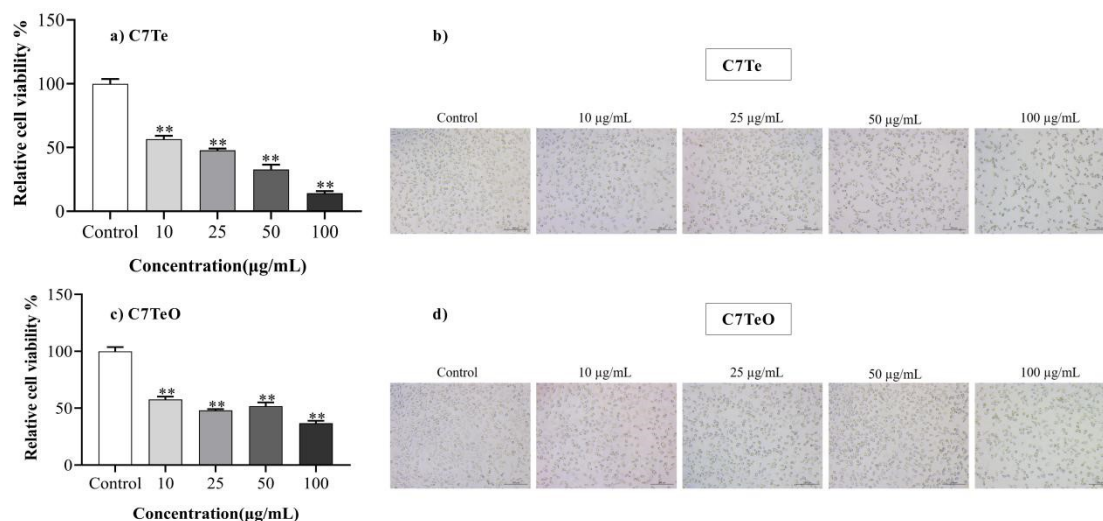 a) C7Te
Relative cell viability %
150
100
50
0
**
**
**
**
Control 10 25 50 100
Concentration(µg/mL)
b)
C7Te
Control 10 µg/mL 25 µg/mL 50 µg/mL 100 µg/mL
c) C7TeO
Relative cell viability %
150
100
50
0
**
**
**
**
Control 10 25 50 100
Concentration(µg/mL)
d)
C7TeO
Control 10 µg/mL 25 µg/mL 50 µg/mL 100 µg/mL